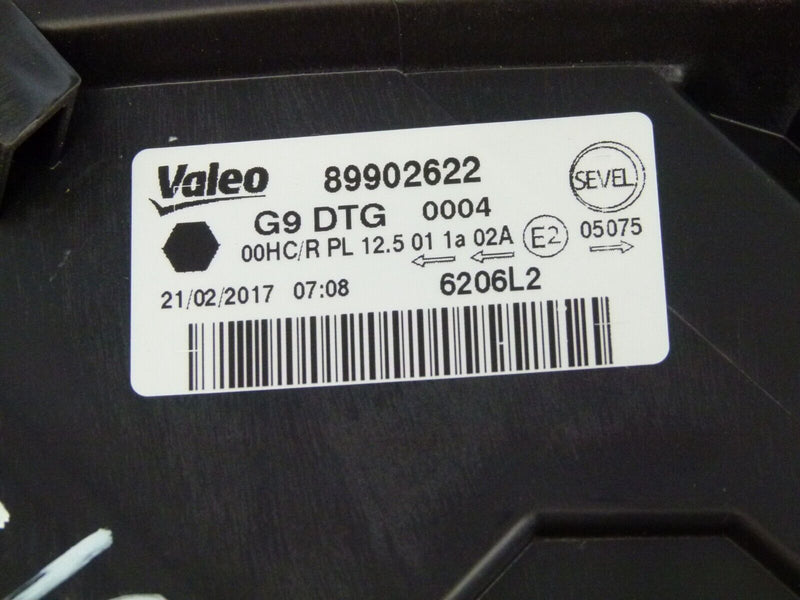 Valeo 89902622 SEVEL
G9 DTG 0004
00HC/R PL 12.5 01 1a 02A E2 05075
21/02/2017 07:08 6206L2